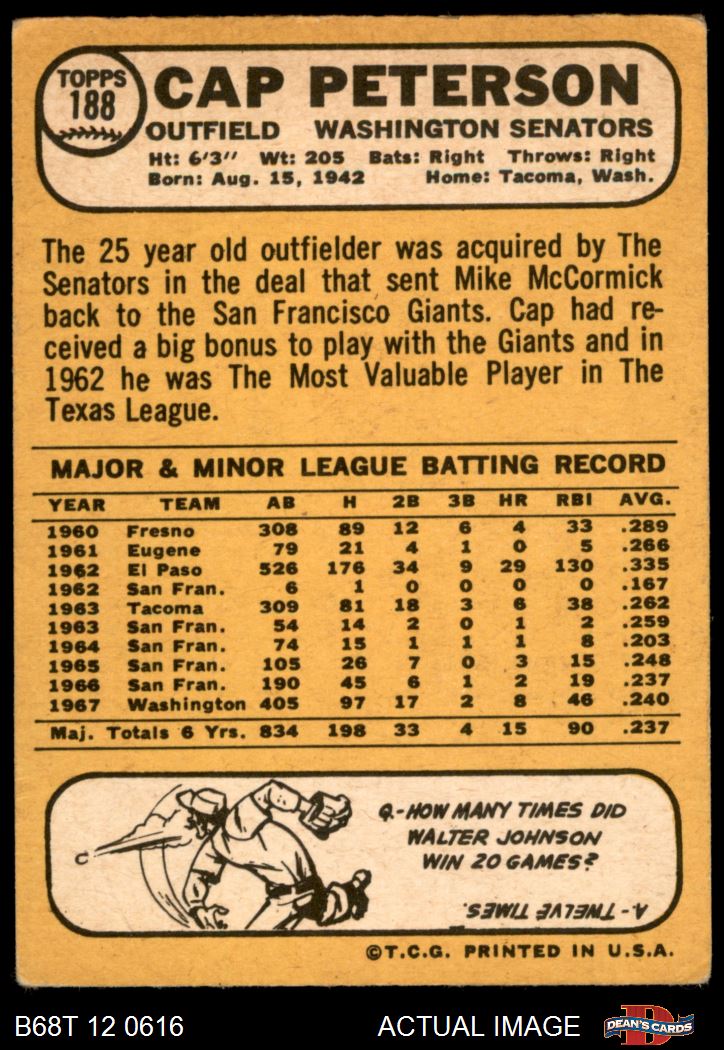 TOPPS
188
CAP PETERSON
OUTFIELD WASHINGTON SENATORS
Ht: 6'3" Wt: 205 Bats: Right Throws: Right
Born: Aug. 15, 1942 Home: Tacoma, Wash.
The 25 year old outfielder was acquired by The
Senators in the deal that sent Mike McCormick
back to the San Francisco Giants. Cap had re-
ceived a big bonus to play with the Giants and in
1962 he was The Most Valuable Player in The
Texas League.
MAJOR & MINOR LEAGUE BATTING RECORD
YEAR TEAM AB H 2B 3B HR RBI AVG.
1960 Fresno 308 89 12 6 4 33 .289
1961 Eugene 79 21 4 1 0 5 .266
1962 El Paso 526 176 34 9 29 130 .335
1962 San Fran. 6 1 0 0 0 0 .167
1963 Tacoma 309 81 18 3 6 38 .262
1963 San Fran. 54 14 2 0 1 2 .259
1964 San Fran. 74 15 1 1 1 8 .203
1965 San Fran. 105 26 7 0 3 15 .248
1966 San Fran. 190 45 6 1 2 19 .237
1967 Washington 405 97 17 2 8 46 .240
Maj. Totals 6 Yrs. 834 198 33 4 15 90 .237
Q.-HOW MANY TIMES DID
WALTER JOHNSON
WIN 20 GAMES?
A.-TWELVE TIMES.
©T.C.G. PRINTED IN U.S.A.
B68T 12 0616 ACTUAL IMAGE
D
DEAN'S CARDS